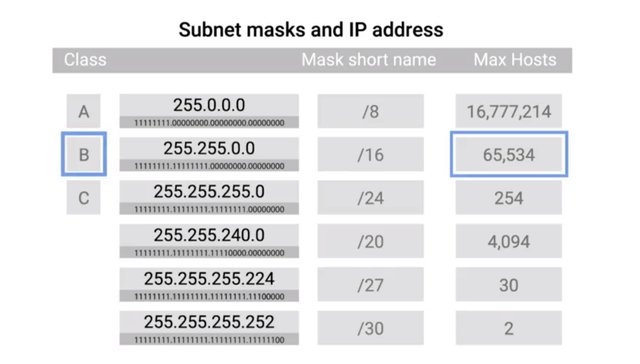 Subnet masks and IP address
Class Mask short name Max Hosts
A 255.0.0.0 /8 16,777,214
11111111.00000000.00000000.00000000
B 255.255.0.0 /16 65,534
11111111.11111111.00000000.00000000
C 255.255.255.0 /24 254
11111111.11111111.11111111.00000000
255.255.240.0 /20 4,094
11111111.11111111.11110000.00000000
255.255.255.224 /27 30
11111111.11111111.11111111.11100000
255.255.255.252 /30 2
11111111.11111111.11111111.11111100